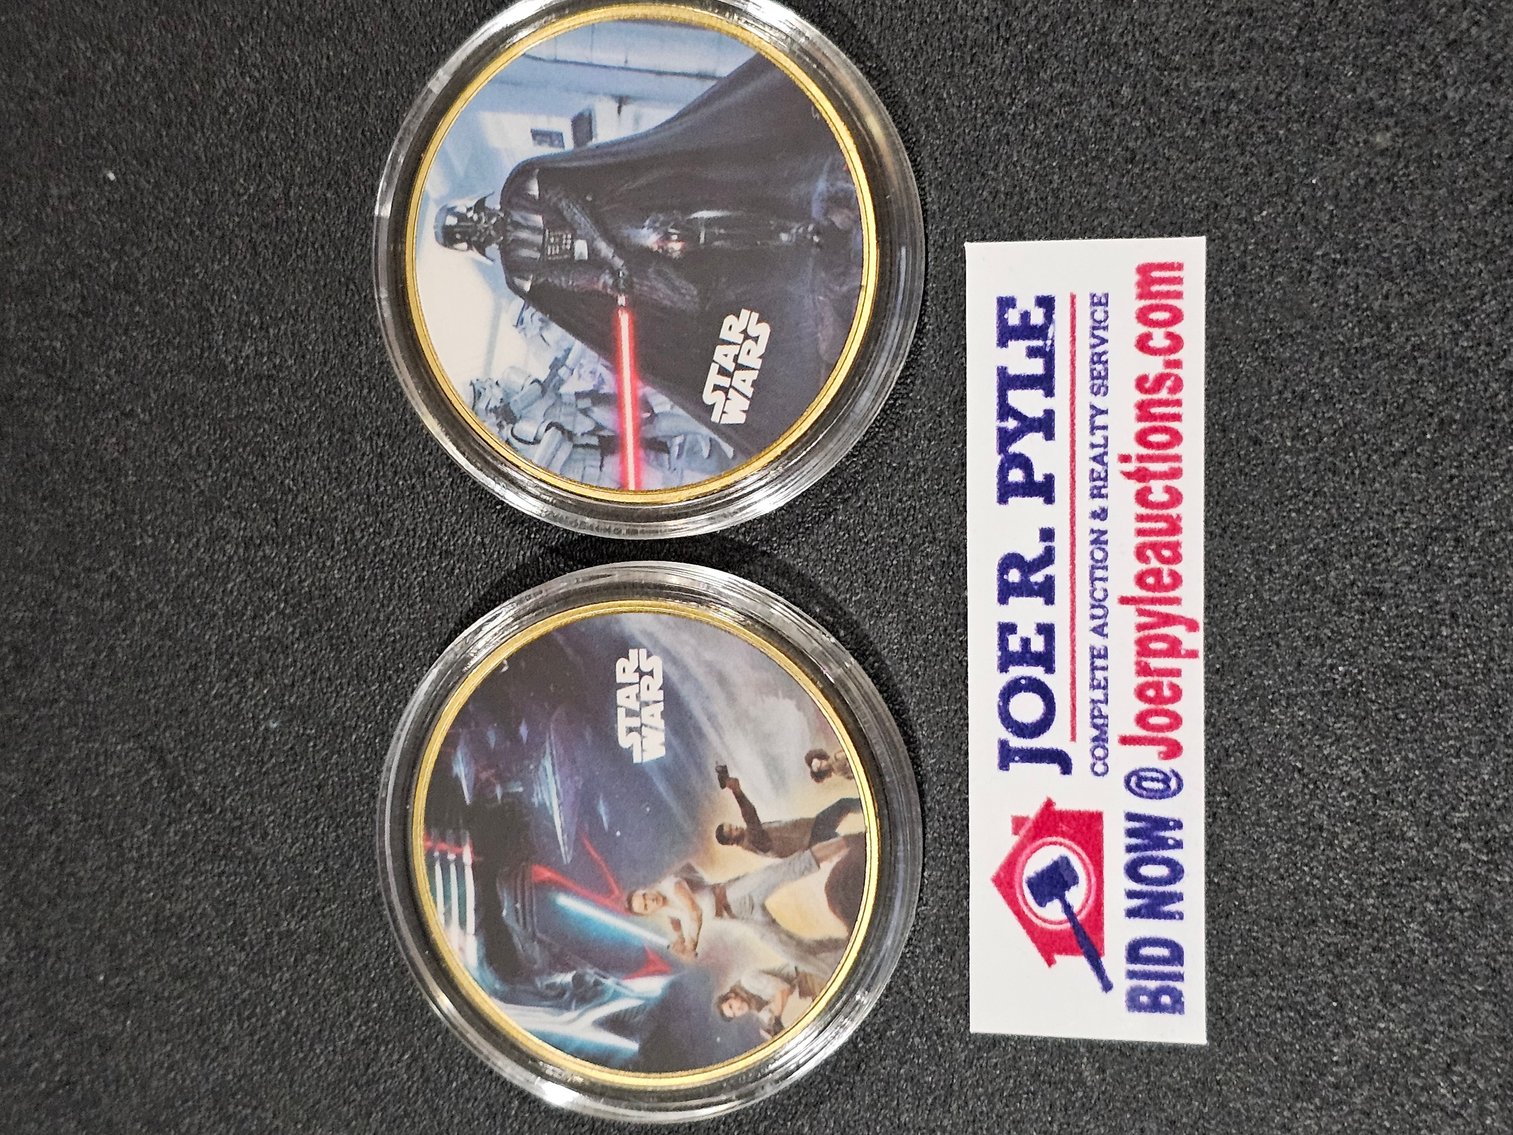 STAR
WARS
STAR
WARS
JOE R. PYLE
COMPLETE AUCTION & REALTY SERVICE
BID NOW @ Joerpyleauctions.com